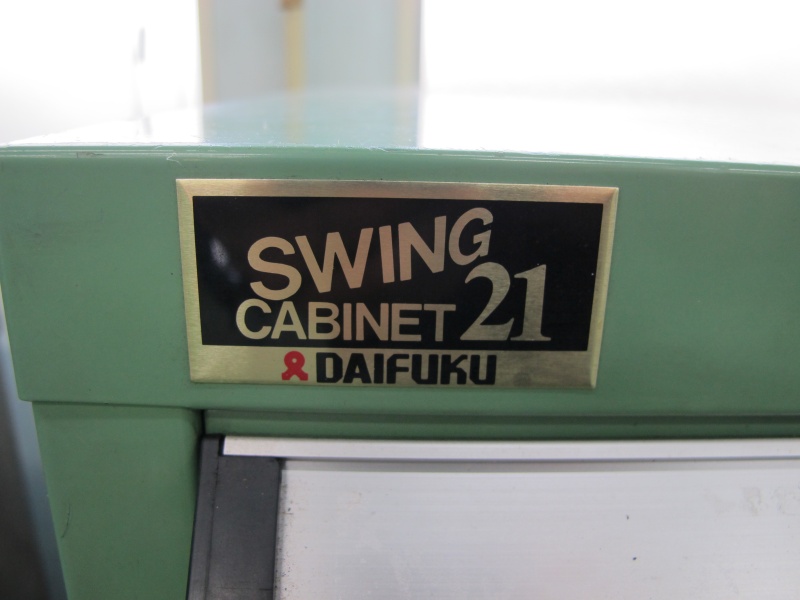 SWING
CABINET 21
DAIFUKU